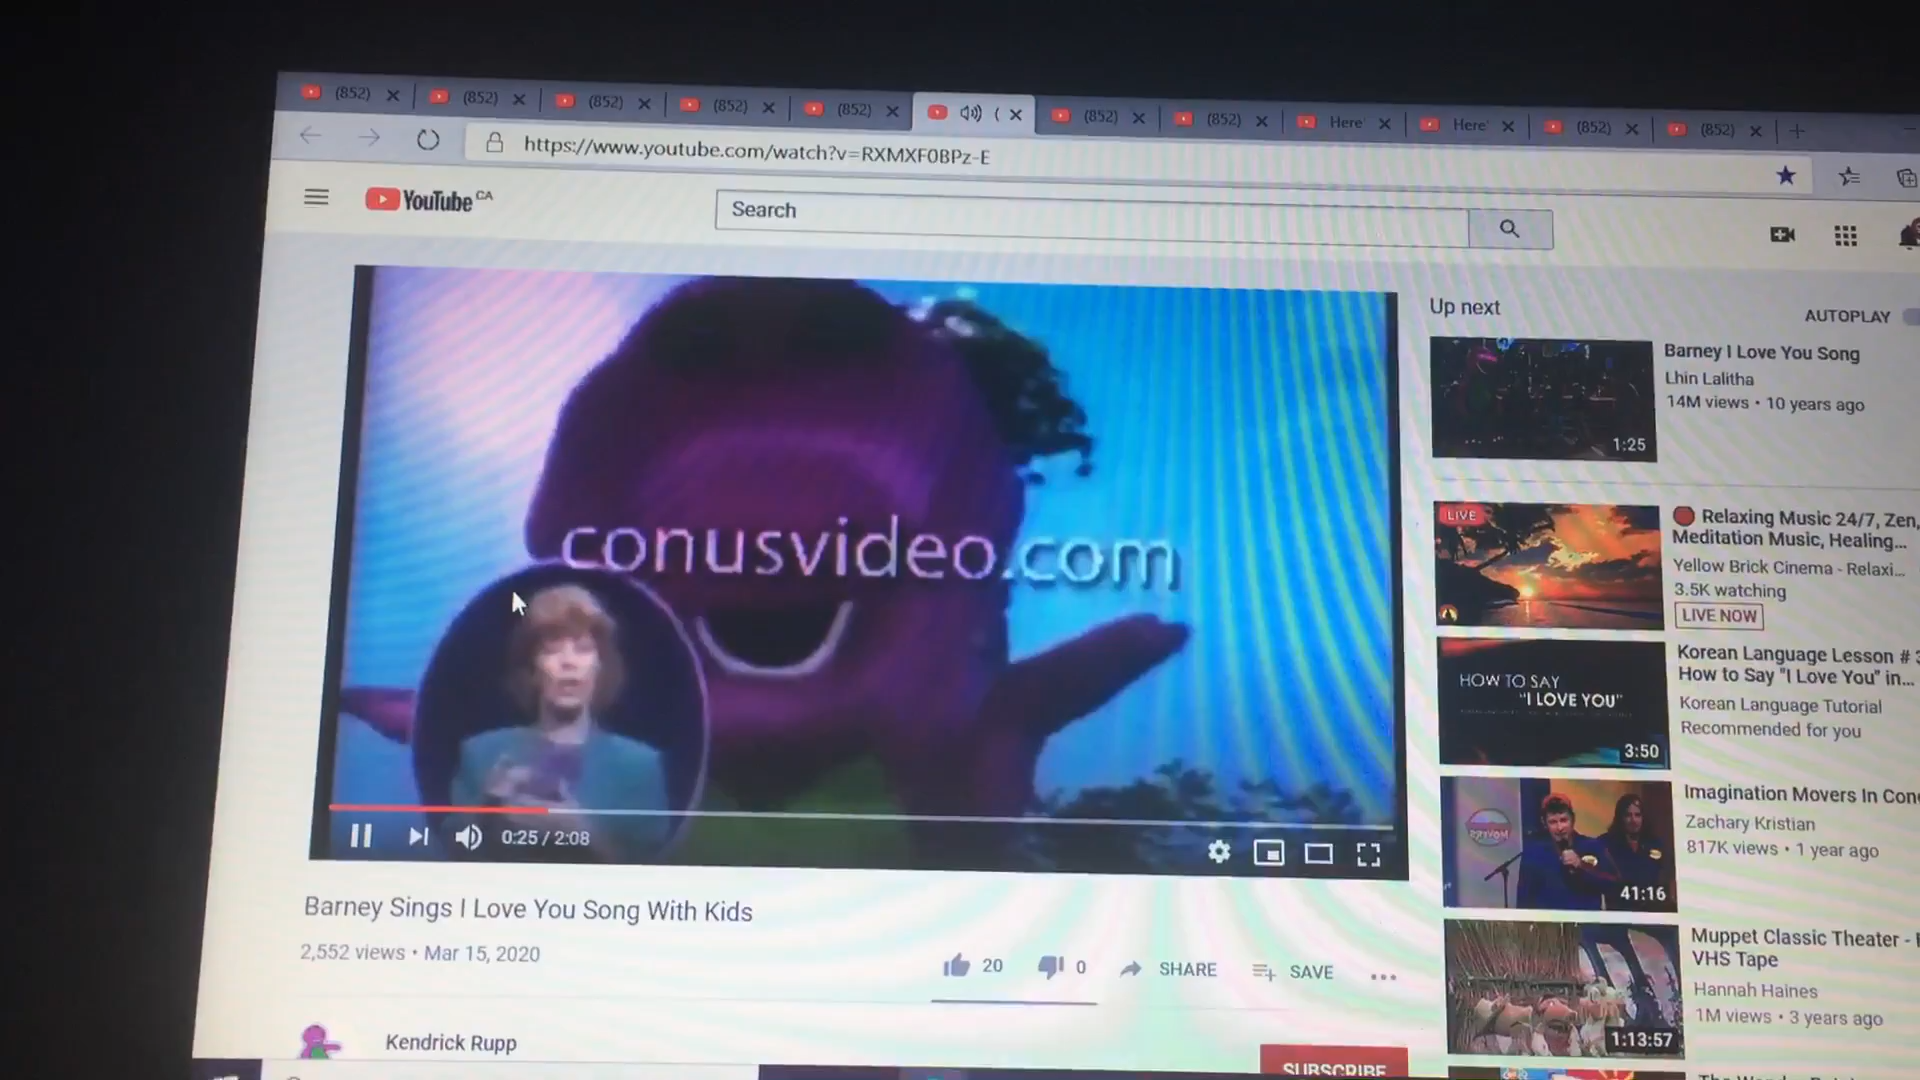 (852)
(852)
(852)
(852)
(852)
(
(852)
(852)
Here'
Here'
(852)
(852)
https://www.youtube.com/watch?v=RXMXF0BPz-E
YouTube CA
Search
conusvideo.com
0:25 / 2:08
Barney Sings I Love You Song With Kids
2,552 views • Mar 15, 2020
20
0
SHARE
SAVE
Kendrick Rupp
SUBSCRIBE
Up next
AUTOPLAY
1:25
Barney I Love You Song
Lhin Lalitha
14M views • 10 years ago
LIVE
Relaxing Music 24/7, Zen,
Meditation Music, Healing...
Yellow Brick Cinema - Relaxi...
3.5K watching
LIVE NOW
HOW TO SAY
"I LOVE YOU"
3:50
Korean Language Lesson # 3
How to Say "I Love You" in...
Korean Language Tutorial
Recommended for you
41:16
Imagination Movers In Conc
Zachary Kristian
817K views • 1 year ago
1:13:57
Muppet Classic Theater -
VHS Tape
Hannah Haines
1M views • 3 years ago